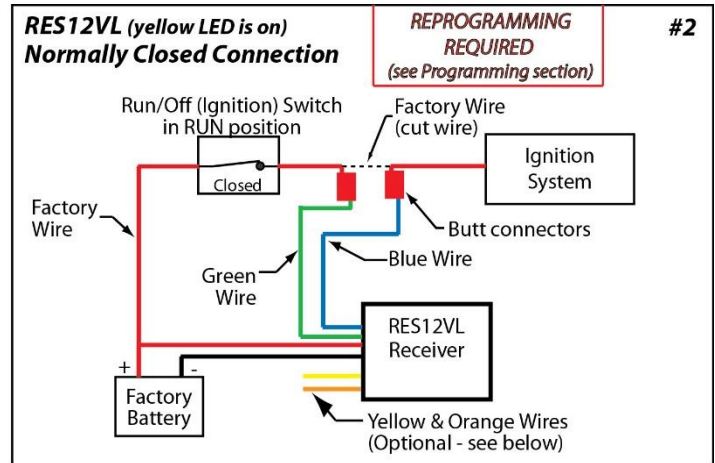 RES12VL (yellow LED is on)
Normally Closed Connection
REPROGRAMMING
REQUIRED
(see Programming section)
#2
Run/Off (Ignition) Switch
in RUN position
Factory Wire
(cut wire)
Closed
Ignition
System
Factory
Wire
Butt connectors
Green
Wire
Blue Wire
RES12VL
Receiver
+
-
Factory
Battery
Yellow & Orange Wires
(Optional - see below)